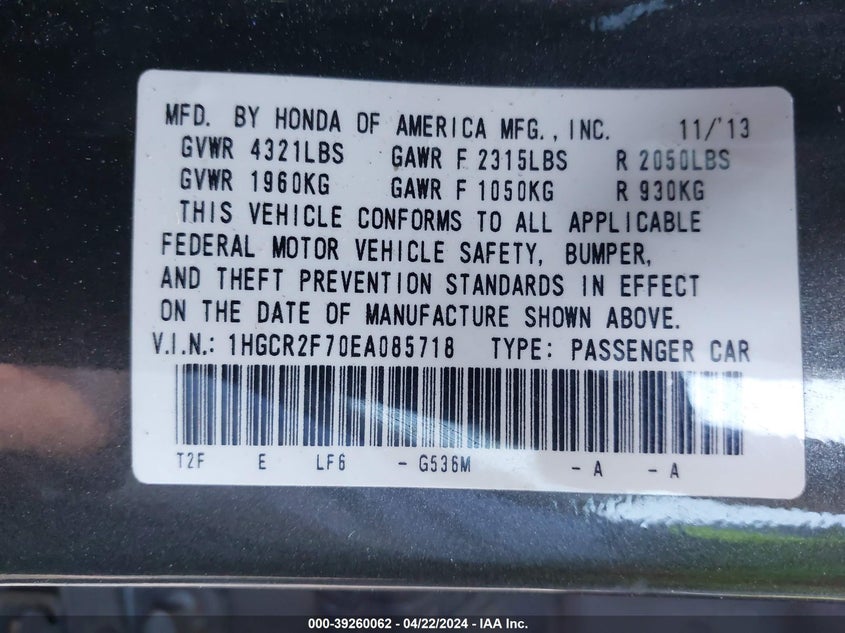 MFD. BY HONDA OF AMERICA MFG., INC. 11/'13
GVWR 4321LBS GAWR F 2315LBS R 2050LBS
GVWR 1960KG GAWR F 1050KG R 930KG
THIS VEHICLE CONFORMS TO ALL APPLICABLE
FEDERAL MOTOR VEHICLE SAFETY, BUMPER,
AND THEFT PREVENTION STANDARDS IN EFFECT
ON THE DATE OF MANUFACTURE SHOWN ABOVE.
V.I.N.: 1HGCR2F70EA085718 TYPE: PASSENGER CAR
T2F E LF6 - G536M - A - A
000-39260062 - 04/22/2024 - IAA Inc.